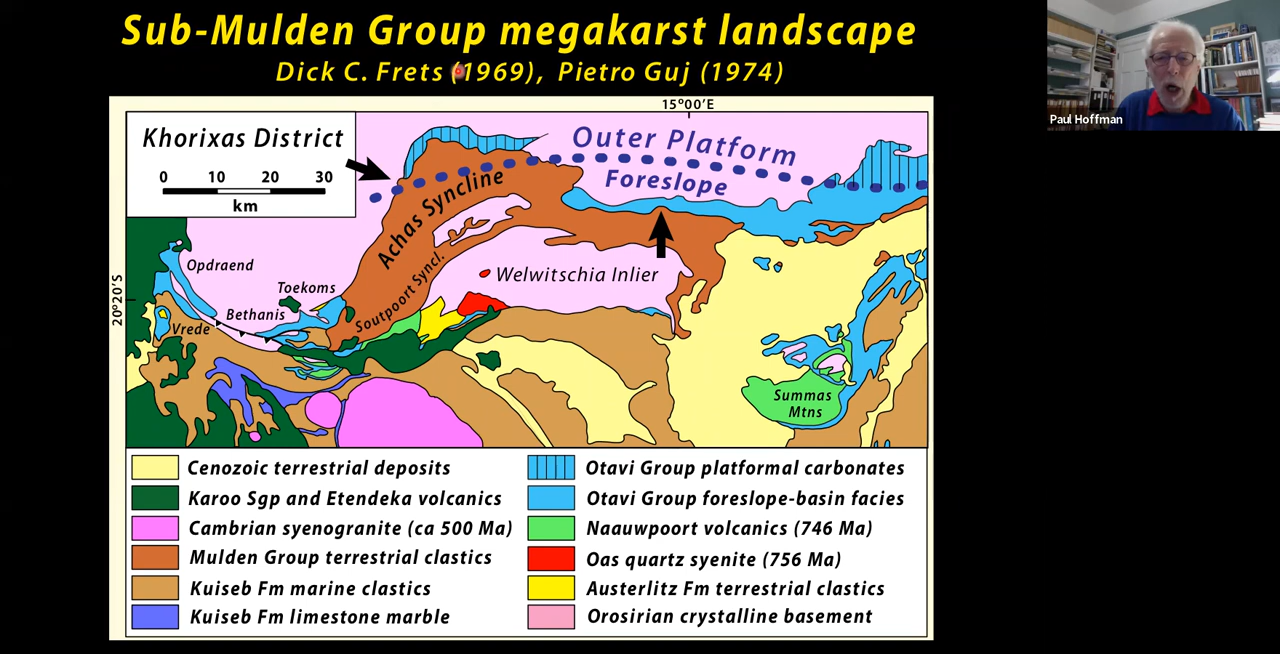 Sub-Mulden Group megakarst landscape
Dick C. Frets (1969), Pietro Guj (1974)
Paul Hoffman
15°00'E
Khorixas District
0 10 20 30
km
Outer Platform
Foreslope
Achas Syncline
Soutpoort Syncl.
Welwitschia Inlier
Opdraend
Toekoms
Bethanis
Vrede
20°20'S
Summas
Mtns
Cenozoic terrestrial deposits
Karoo Sgp and Etendeka volcanics
Cambrian syenogranite (ca 500 Ma)
Mulden Group terrestrial clastics
Kuiseb Fm marine clastics
Kuiseb Fm limestone marble
Otavi Group platformal carbonates
Otavi Group foreslope-basin facies
Naauwpoort volcanics (746 Ma)
Oas quartz syenite (756 Ma)
Austerlitz Fm terrestrial clastics
Orosirian crystalline basement